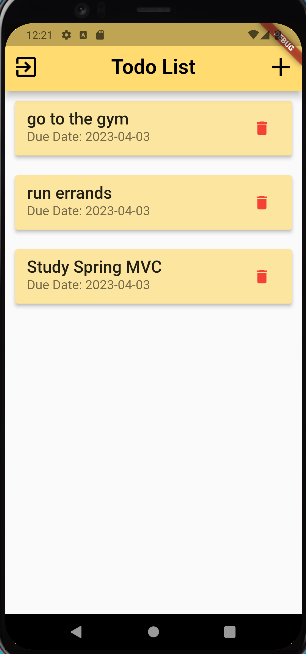 12:21
DEBUG
Todo List
go to the gym
Due Date: 2023-04-03
run errands
Due Date: 2023-04-03
Study Spring MVC
Due Date: 2023-04-03